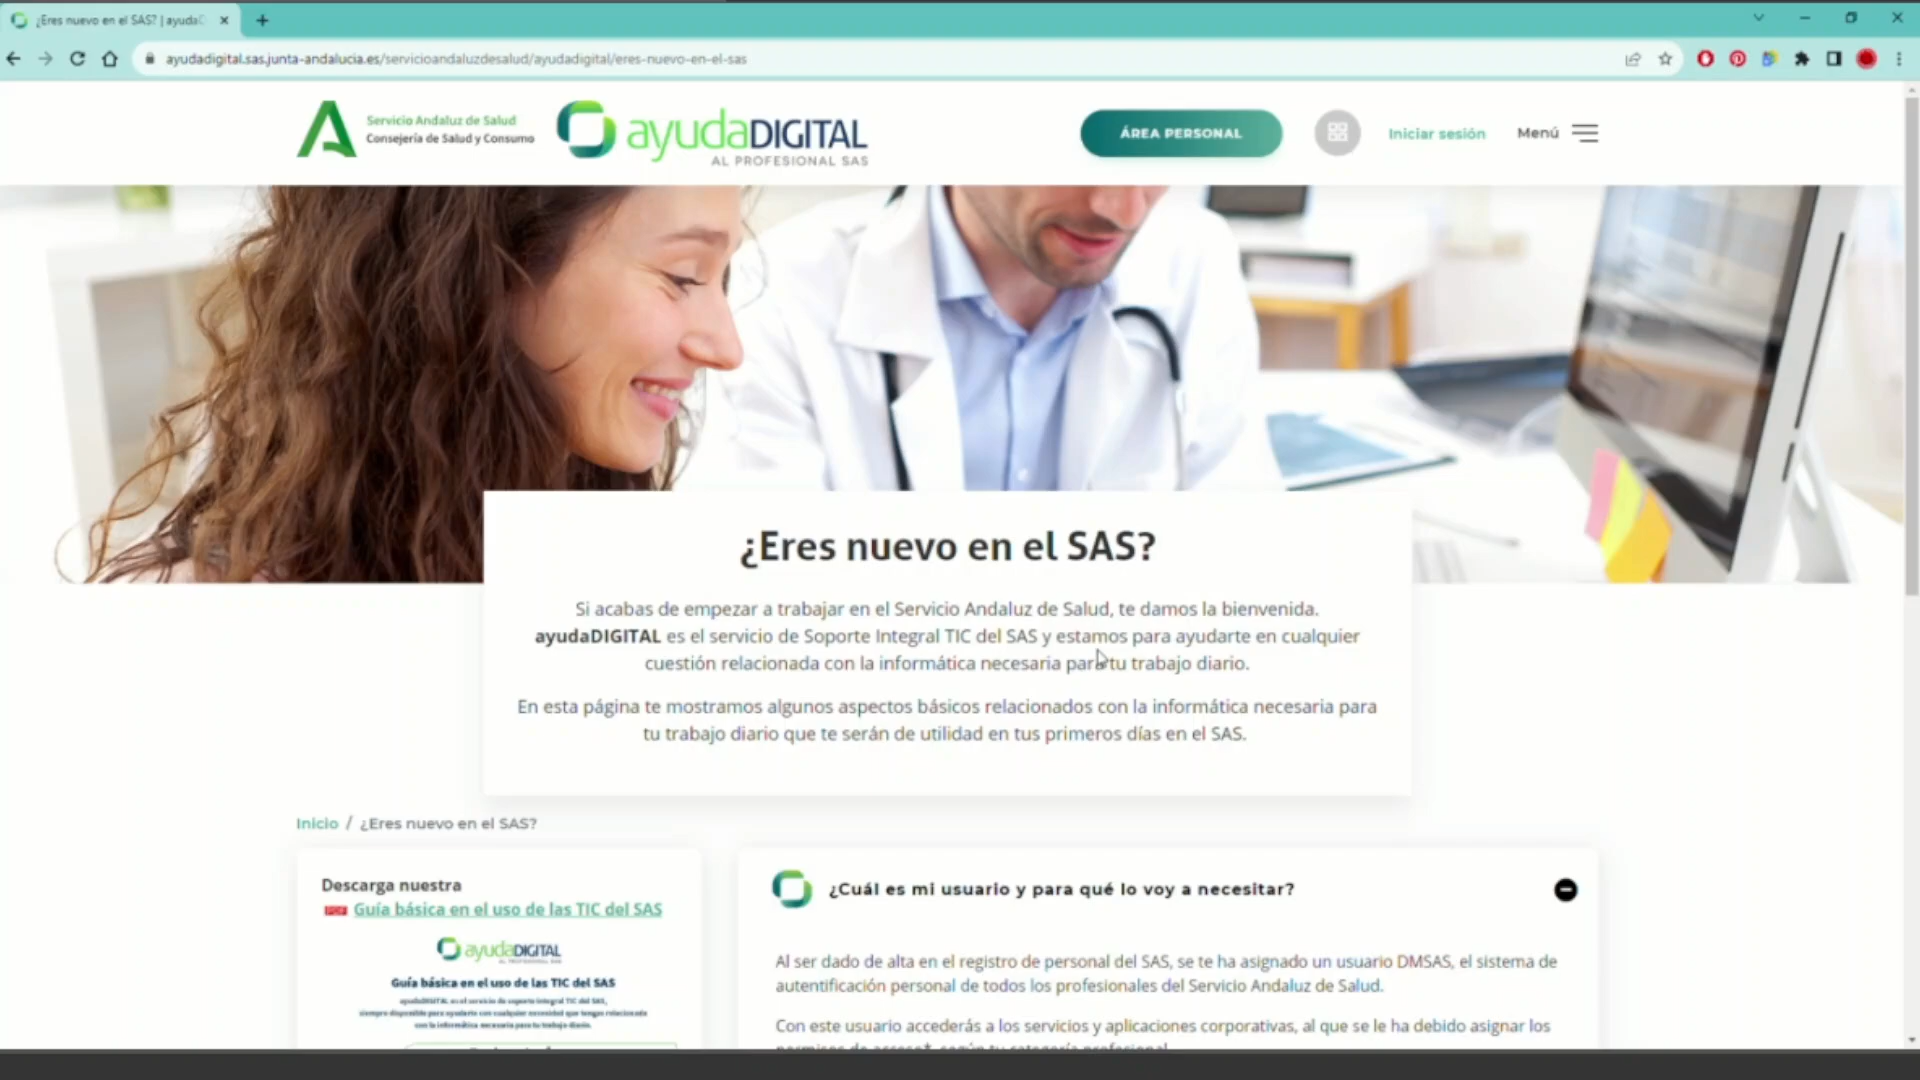 ¿Eres nuevo en el SAS? | ayudaD
ayudadigital.sas.junta-andalucia.es/servicioandaluzdesalud/ayudadigital/eres-nuevo-en-el-sas
Servicio Andaluz de Salud
Consejería de Salud y Consumo
ayudaDIGITAL
AL PROFESIONAL SAS
ÁREA PERSONAL
Iniciar sesión
Menú
¿Eres nuevo en el SAS?
Si acabas de empezar a trabajar en el Servicio Andaluz de Salud, te damos la bienvenida.
ayudaDIGITAL es el servicio de Soporte Integral TIC del SAS y estamos para ayudarte en cualquier
cuestión relacionada con la informática necesaria para tu trabajo diario.
En esta página te mostramos algunos aspectos básicos relacionados con la informática necesaria para
tu trabajo diario que te serán de utilidad en tus primeros días en el SAS.
Inicio / ¿Eres nuevo en el SAS?
Descarga nuestra
Guía básica en el uso de las TIC del SAS
ayudaDIGITAL
AL PROFESIONAL SAS
Guía básica en el uso de las TIC del SAS
ayudaDIGITAL es el servicio de soporte integral TIC del SAS,
siempre disponible para ayudarte con cualquier necesidad que tengas relacionada
con la informática necesaria para tu trabajo diario.
¿Cuál es mi usuario y para qué lo voy a necesitar?
Al ser dado de alta en el registro de personal del SAS, se te ha asignado un usuario DMSAS, el sistema de
autentificación personal de todos los profesionales del Servicio Andaluz de Salud.
Con este usuario accederás a los servicios y aplicaciones corporativas, al que se le ha debido asignar los
permisos de acceso*, según tu categoría profesional.